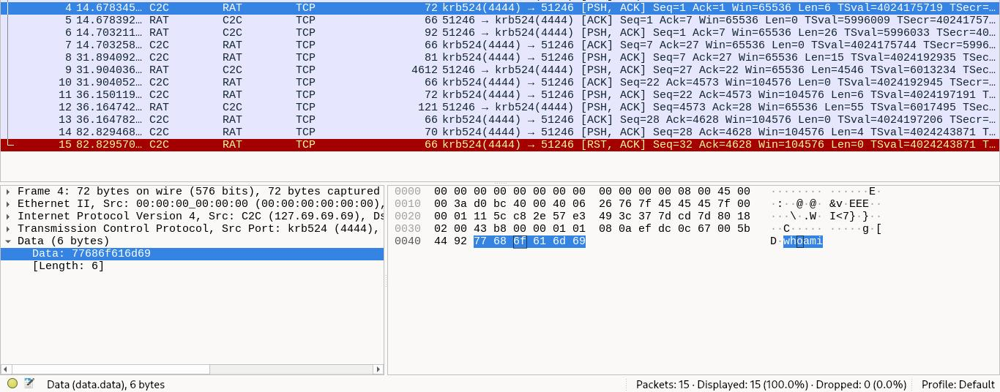 4 14.678345… C2C RAT TCP 72 krb524(4444) → 51246 [PSH, ACK] Seq=1 Ack=1 Win=65536 Len=6 TSval=4024175719 TSecr=…
5 14.678392… RAT C2C TCP 66 51246 → krb524(4444) [ACK] Seq=1 Ack=7 Win=65536 Len=0 TSval=5996009 TSecr=40241757…
6 14.703211… RAT C2C TCP 92 51246 → krb524(4444) [PSH, ACK] Seq=1 Ack=7 Win=65536 Len=26 TSval=5996033 TSecr=40…
7 14.703258… C2C RAT TCP 66 krb524(4444) → 51246 [ACK] Seq=7 Ack=27 Win=65536 Len=0 TSval=4024175744 TSecr=5996…
8 31.894092… C2C RAT TCP 81 krb524(4444) → 51246 [PSH, ACK] Seq=7 Ack=27 Win=65536 Len=15 TSval=4024192935 TSec…
9 31.904036… RAT C2C TCP 4612 51246 → krb524(4444) [PSH, ACK] Seq=27 Ack=22 Win=65536 Len=4546 TSval=6013234 TSec…
10 31.904052… C2C RAT TCP 66 krb524(4444) → 51246 [ACK] Seq=22 Ack=4573 Win=104576 Len=0 TSval=4024192945 TSecr=…
11 36.150119… C2C RAT TCP 72 krb524(4444) → 51246 [PSH, ACK] Seq=22 Ack=4573 Win=104576 Len=6 TSval=4024197191 T…
12 36.164742… RAT C2C TCP 121 51246 → krb524(4444) [PSH, ACK] Seq=4573 Ack=28 Win=65536 Len=55 TSval=6017495 TSec…
13 36.164782… C2C RAT TCP 66 krb524(4444) → 51246 [ACK] Seq=28 Ack=4628 Win=104576 Len=0 TSval=4024197206 TSecr=…
14 82.829468… C2C RAT TCP 70 krb524(4444) → 51246 [PSH, ACK] Seq=28 Ack=4628 Win=104576 Len=4 TSval=4024243871 T…
15 82.829570… C2C RAT TCP 66 krb524(4444) → 51246 [RST, ACK] Seq=32 Ack=4628 Win=104576 Len=0 TSval=4024243871 T…
Frame 4: 72 bytes on wire (576 bits), 72 bytes captured
Ethernet II, Src: 00:00:00_00:00:00 (00:00:00:00:00:00),
Internet Protocol Version 4, Src: C2C (127.69.69.69), Ds
Transmission Control Protocol, Src Port: krb524 (4444),
Data (6 bytes)
Data: 77686f616d69
[Length: 6]
0000 00 00 00 00 00 00 00 00 00 00 00 00 08 00 45 00 ········ ······E·
0010 00 3a d0 bc 40 00 40 06 26 76 7f 45 45 45 7f 00 ·:··@·@· &v·EEE··
0020 00 01 11 5c c8 2e 57 e3 49 3c 37 7d cd 7d 80 18 ···\·.W· I<7}·}··
0030 02 00 43 b8 00 00 01 01 08 0a ef dc 0c 67 00 5b ··C····· ·····g·[
0040 44 92 77 68 6f 61 6d 69 D·whoami
Data (data.data), 6 bytes
Packets: 15 · Displayed: 15 (100.0%) · Dropped: 0 (0.0%)
Profile: Default